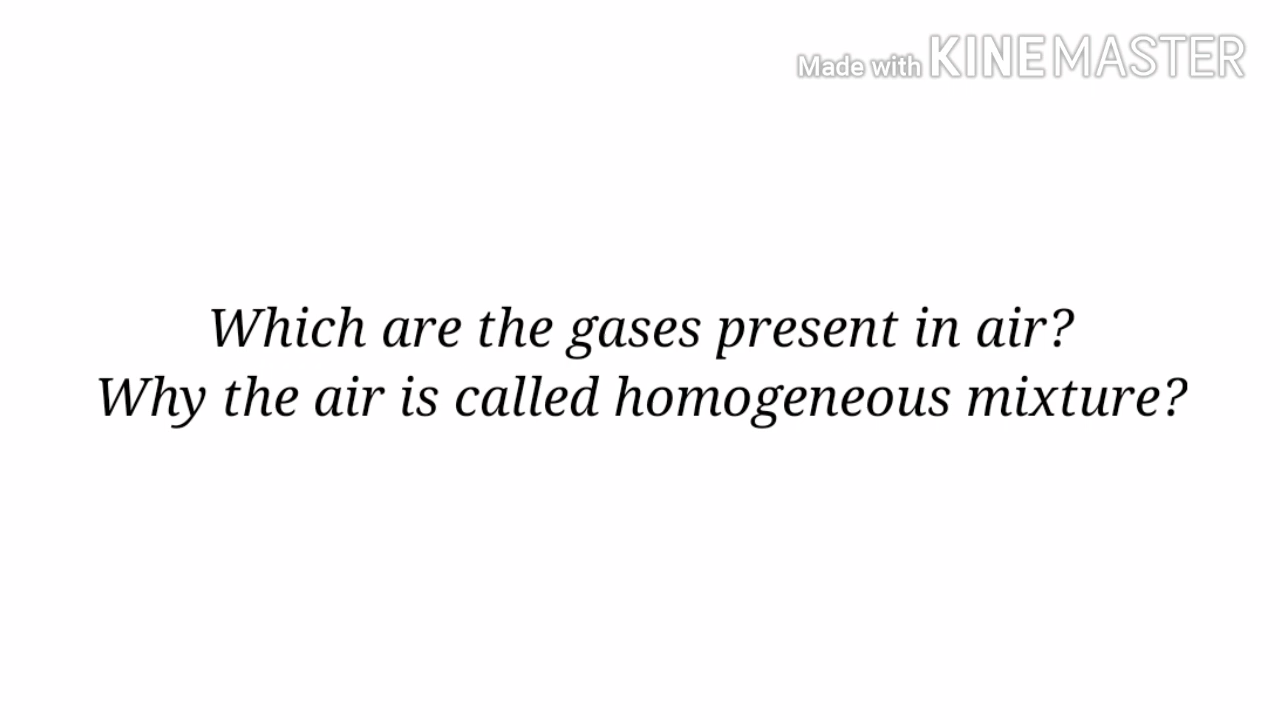 Made with KINEMASTER
Which are the gases present in air?
Why the air is called homogeneous mixture?